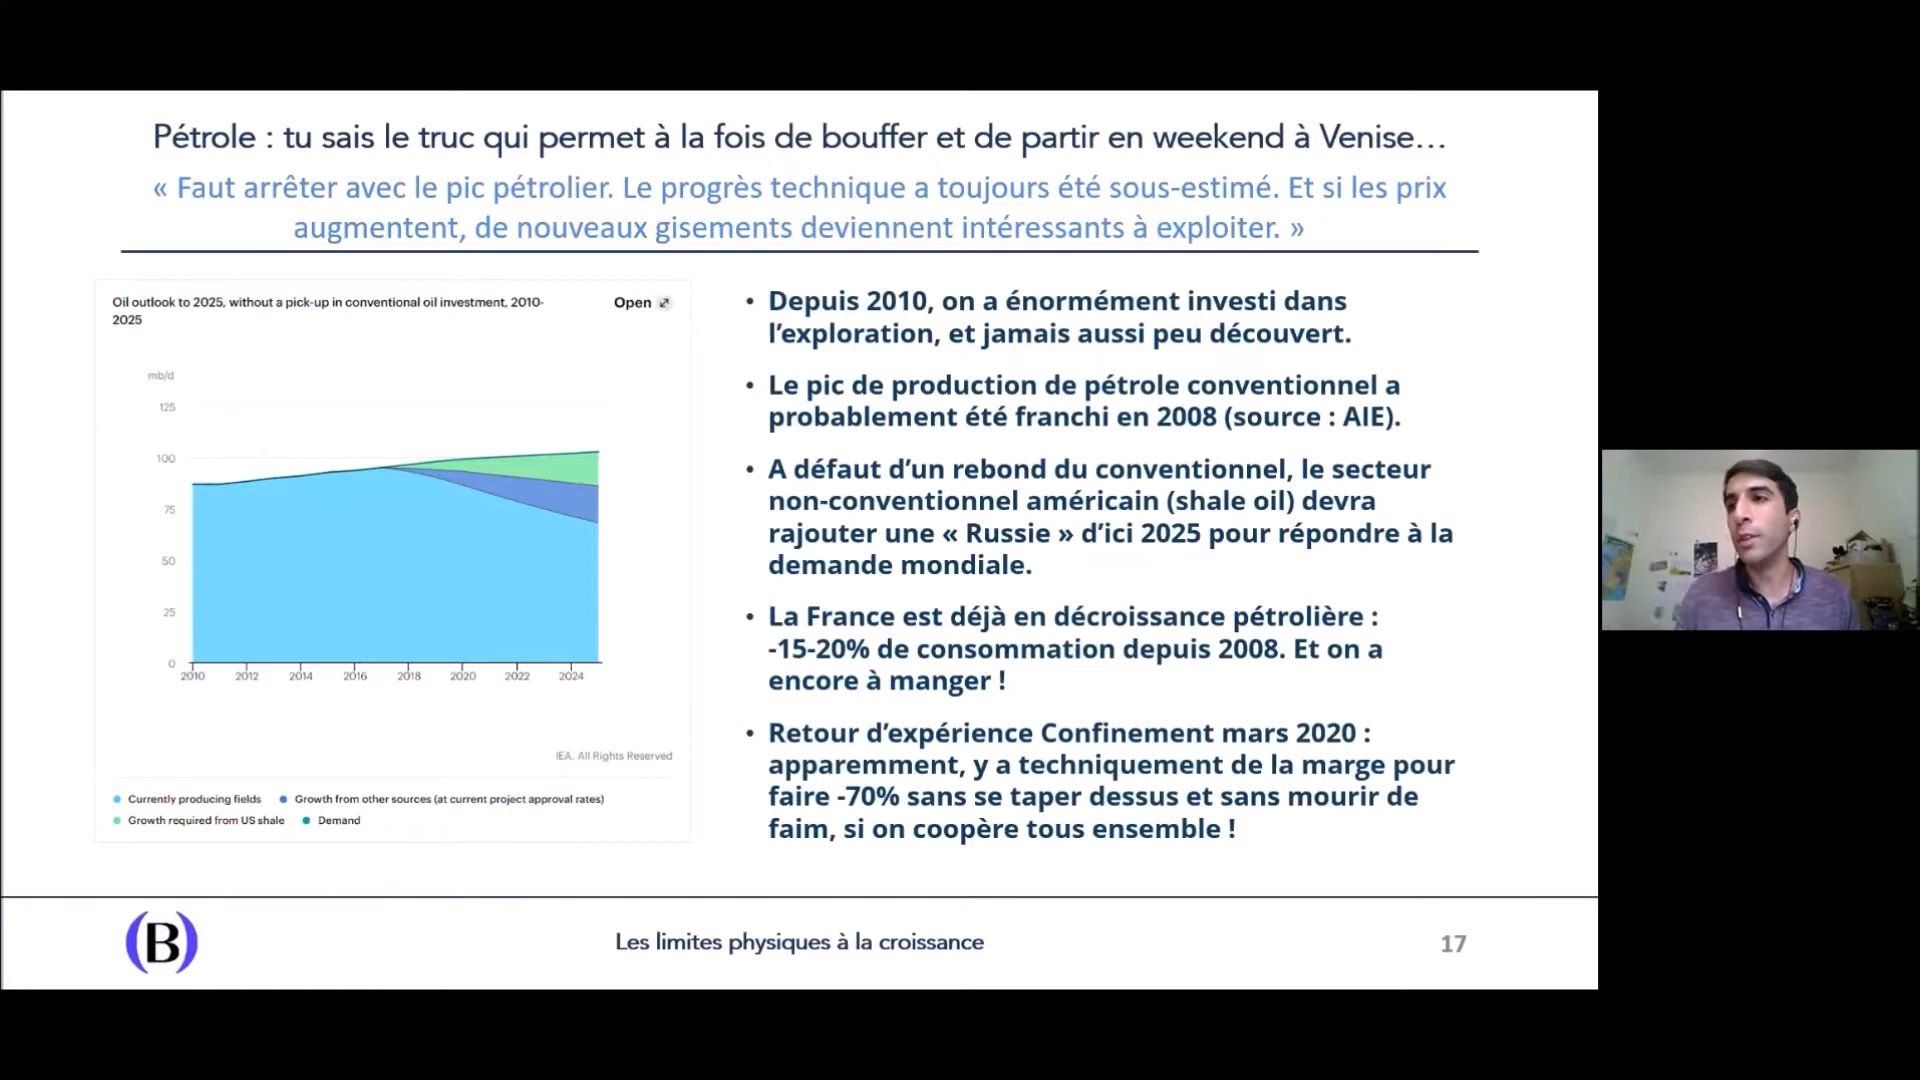 Pétrole : tu sais le truc qui permet à la fois de bouffer et de partir en weekend à Venise…
« Faut arrêter avec le pic pétrolier. Le progrès technique a toujours été sous-estimé. Et si les prix
augmentent, de nouveaux gisements deviennent intéressants à exploiter. »
Oil outlook to 2025, without a pick-up in conventional oil investment, 2010-
2025
Open
mb/d
125
100
75
50
25
0
2010 2012 2014 2016 2018 2020 2022 2024
IEA. All Rights Reserved
Currently producing fields Growth from other sources (at current project approval rates)
Growth required from US shale Demand
• Depuis 2010, on a énormément investi dans
l’exploration, et jamais aussi peu découvert.
• Le pic de production de pétrole conventionnel a
probablement été franchi en 2008 (source : AIE).
• A défaut d’un rebond du conventionnel, le secteur
non-conventionnel américain (shale oil) devra
rajouter une « Russie » d’ici 2025 pour répondre à la
demande mondiale.
• La France est déjà en décroissance pétrolière :
-15-20% de consommation depuis 2008. Et on a
encore à manger !
• Retour d’expérience Confinement mars 2020 :
apparemment, y a techniquement de la marge pour
faire -70% sans se taper dessus et sans mourir de
faim, si on coopère tous ensemble !
(B)
Les limites physiques à la croissance
17